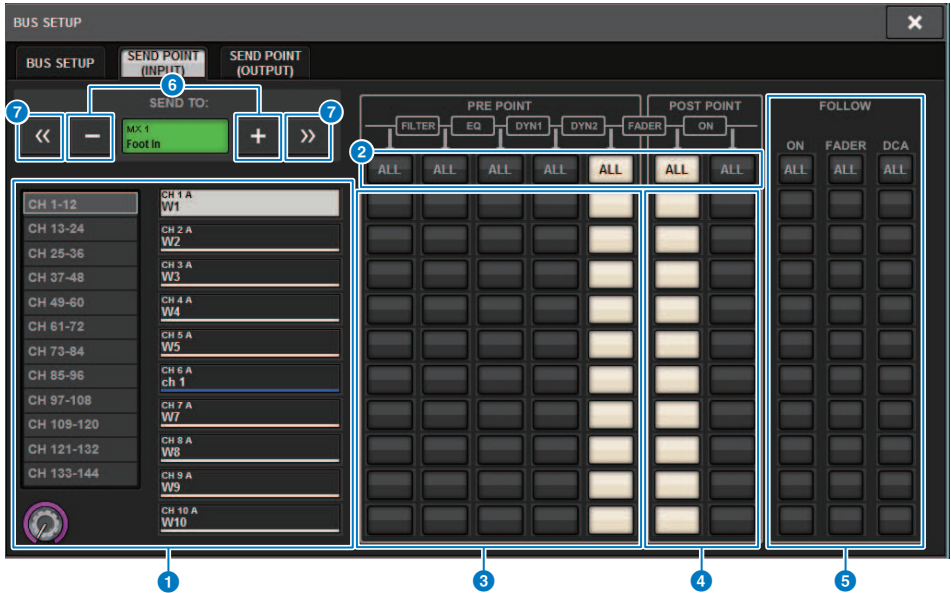 BUS SETUP
BUS SETUP
SEND POINT
(INPUT)
SEND POINT
(OUTPUT)
6
7
SEND TO:
7
«
−
MX 1
Foot In
+
»
PRE POINT
POST POINT
FOLLOW
FILTER
EQ
DYN1
DYN2
FADER
ON
ON
FADER
DCA
2
ALL
ALL
ALL
ALL
ALL
ALL
ALL
ALL
ALL
ALL
CH 1-12
CH 13-24
CH 25-36
CH 37-48
CH 49-60
CH 61-72
CH 73-84
CH 85-96
CH 97-108
CH 109-120
CH 121-132
CH 133-144
CH 1 A
W1
CH 2 A
W2
CH 3 A
W3
CH 4 A
W4
CH 5 A
W5
CH 6 A
ch 1
CH 7 A
W7
CH 8 A
W8
CH 9 A
W9
CH 10 A
W10
1
3
4
5